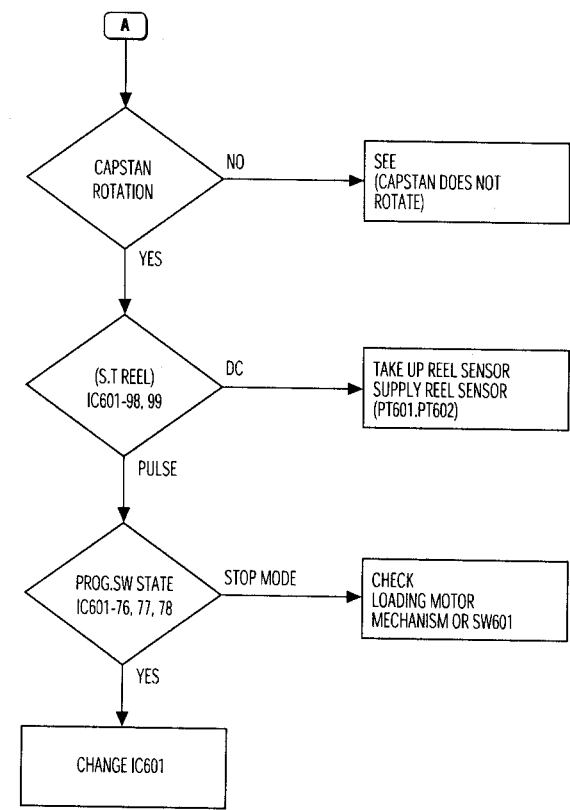 A
CAPSTAN
ROTATION
NO
SEE
(CAPSTAN DOES NOT
ROTATE)
YES
(S.T REEL)
IC601-98, 99
DC
TAKE UP REEL SENSOR
SUPPLY REEL SENSOR
(PT601.PT602)
PULSE
PROG.SW STATE
IC601-76, 77, 78
STOP MODE
CHECK
LOADING MOTOR
MECHANISM OR SW601
YES
CHANGE IC601